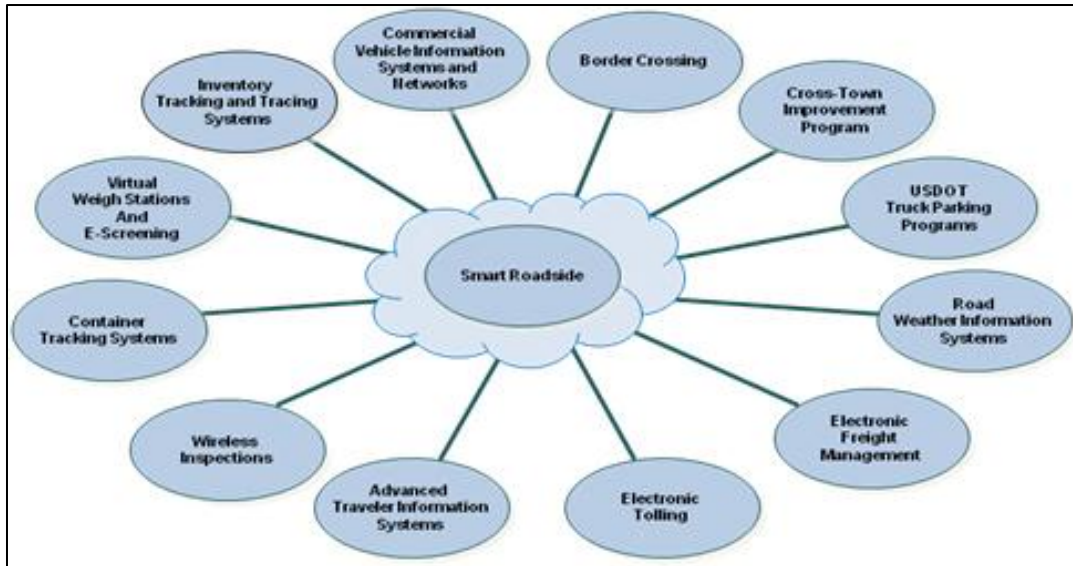 Commercial
Vehicle Information
Systems and
Networks
Border Crossing
Cross-Town
Improvement
Program
USDOT
Truck Parking
Programs
Road
Weather Information
Systems
Electronic
Freight
Management
Electronic
Tolling
Advanced
Traveler Information
Systems
Wireless
Inspections
Container
Tracking Systems
Virtual
Weigh Stations
And
E-Screening
Inventory
Tracking and Tracing
Systems
Smart Roadside